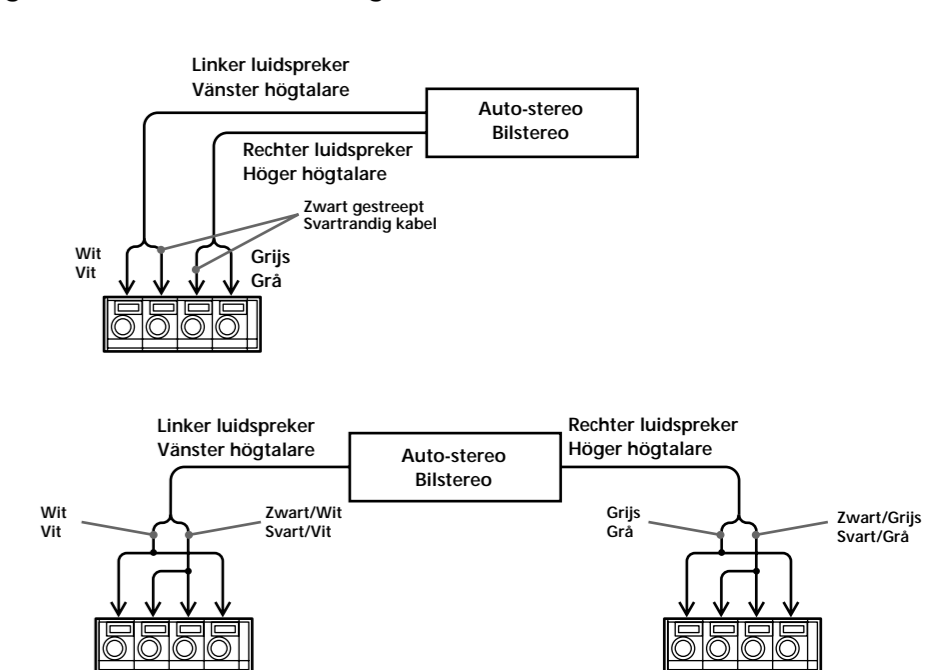 Linker luidspreker
Vänster högtalare
Auto-stereo
Bilstereo
Rechter luidspreker
Höger högtalare
Zwart gestreept
Svartrandig kabel
Wit
Vit
Grijs
Grå
Linker luidspreker
Vänster högtalare
Auto-stereo
Bilstereo
Rechter luidspreker
Höger högtalare
Wit
Vit
Zwart/Wit
Svart/Vit
Grijs
Grå
Zwart/Grijs
Svart/Grå